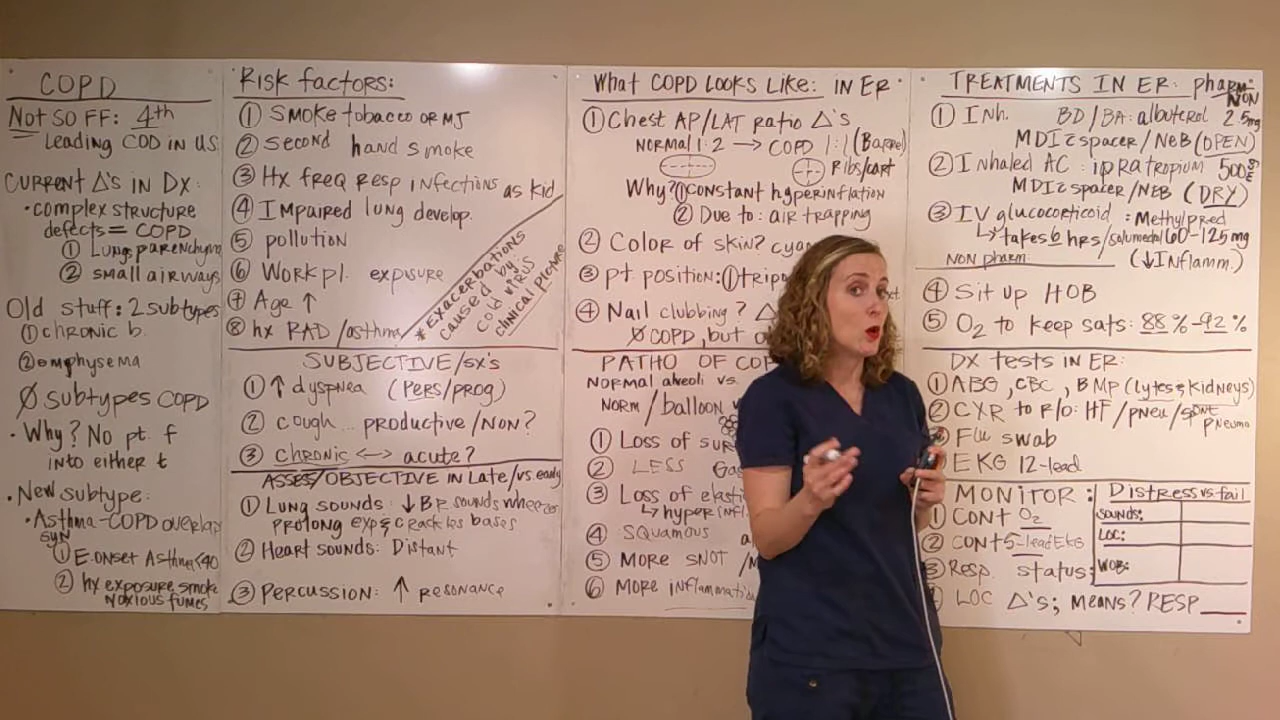 COPD
Not SO FF: 4th
Leading COD in US
Current Δ's in Dx:
• complex structure
defects = COPD
① Lungs parenchyma
② small airways
Old stuff: 2 subtypes
① chronic b.
② emphysema
Ø subtypes COPD
• Why? No pt. f
into either t
• New subtype:
• Asthma-COPD overlap
syn
① E. onset Asthma <40
② hx exposure smoke
noxious fumes
Risk factors:
① Smoke tobacco or MJ
② Second hand smoke
③ Hx freq resp infections as kid
④ Impaired lung develop.
⑤ pollution
⑥ Workpl. exposure
⑦ Age ↑
⑧ hx RAD/asthma
* Exacerbations
caused by
cold virus
clinical
SUBJECTIVE/sx's
① ↑ dyspnea (PERS/PROG)
② cough... productive/Non?
③ chronic <-> acute?
ASSESS/OBJECTIVE in Late/vs. early
① Lung sounds: ↓ Br sounds wheezes
prolong exp & crackles bases
② Heart sounds: Distant
③ Percussion: ↑ resonance
What COPD Looks Like: in ER
① Chest AP/LAT ratio Δ's
Normal 1:2 → COPD 1:1 (Barrel)
Ribs/cart
Why? ① constant hyperinflation
② Due to: air trapping
② Color of skin?
③ pt position: ①
④ Nail clubbing? Δ
Ø COPD, but
PATHO OF COP
Normal alveoli vs.
Norm/balloon
① Loss of
② LESS
③ Loss of
↳ hyper
④ Squamous
⑤ More snot
⑥ More
TREATMENTS IN ER: pharm
NON
① Inh. BD/BA: albuterol 2.5mg
MDI c̄ spacer/Neb (OPEN)
② Inhaled AC: ipratropium 500
MDI c̄ spacer/NEB (DRY)
③ IV glucocorticoid: Methylpred
↳ takes 6 hrs/solumedrol 60-125 mg
NON pharm. (↓Inflamm.)
④ Sit up HOB
⑤ O2 to keep sats: 88%-92%
DX tests in ER:
① ABG, CBC, BMP (lytes & kidneys)
② CXR to R/O: HF/pneu/spont
pneumo
③ Flu swab
EKG 12-lead
MONITOR:
① Cont O2
② Cont 5-lead EKG
③ Resp. status:
LOC Δ's; means? RESP ____
Distress vs. fail
Sounds:
LOC:
WOB: